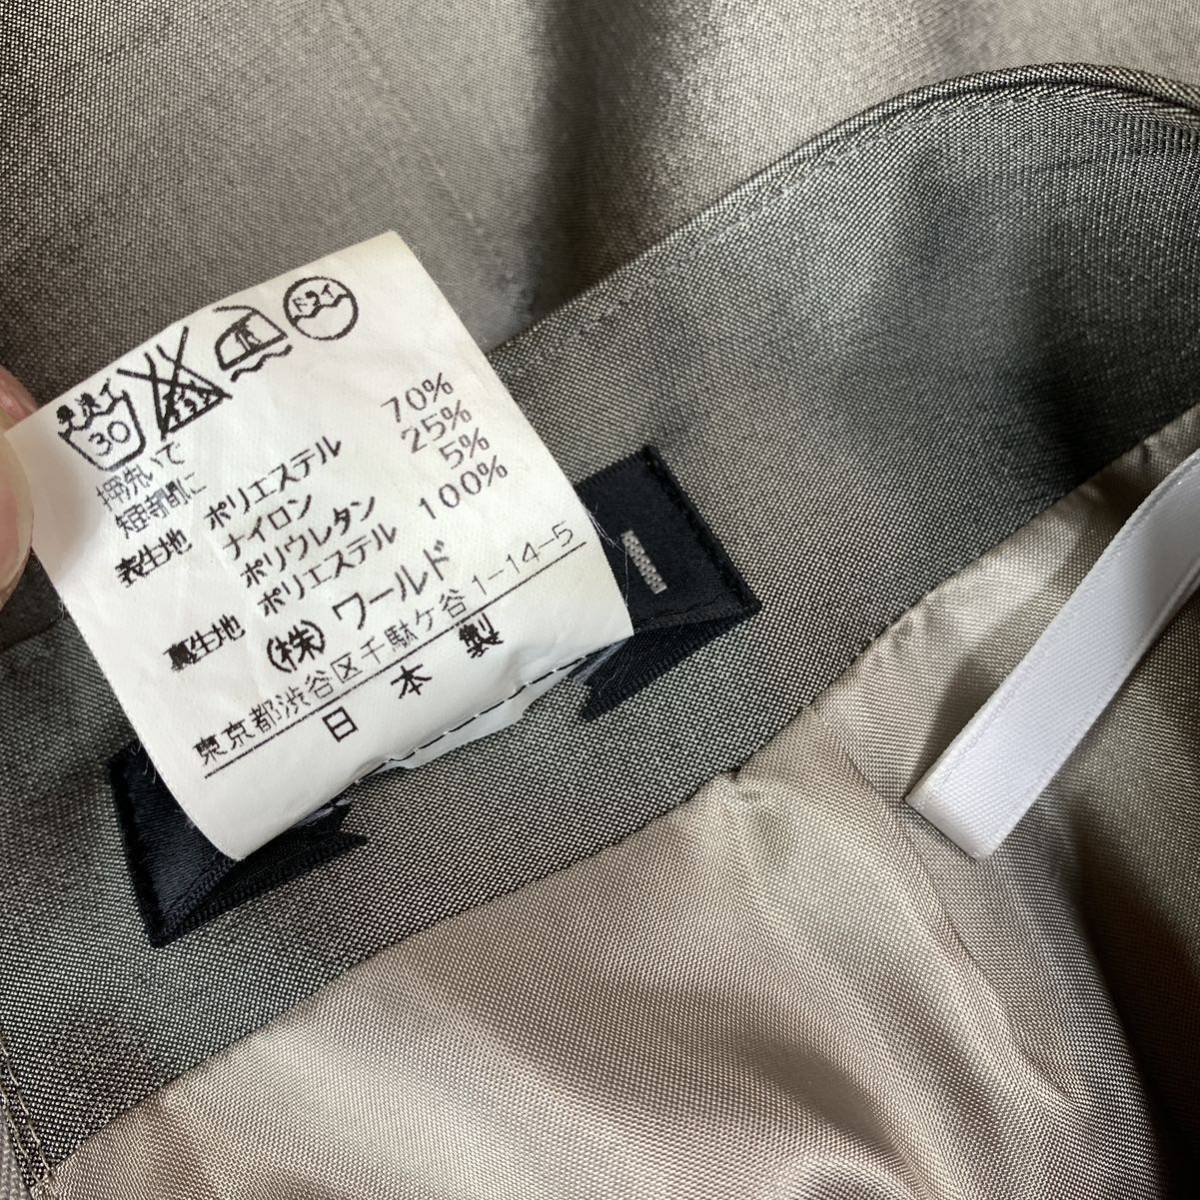 手洗イ
30
ドライ
押洗いで
短時間に
表生地 ポリエステル 70%
ナイロン 25%
ポリウレタン 5%
裏生地 ポリエステル 100%
(株) ワールド
東京都渋谷区千駄ケ谷1-14-5
日本製